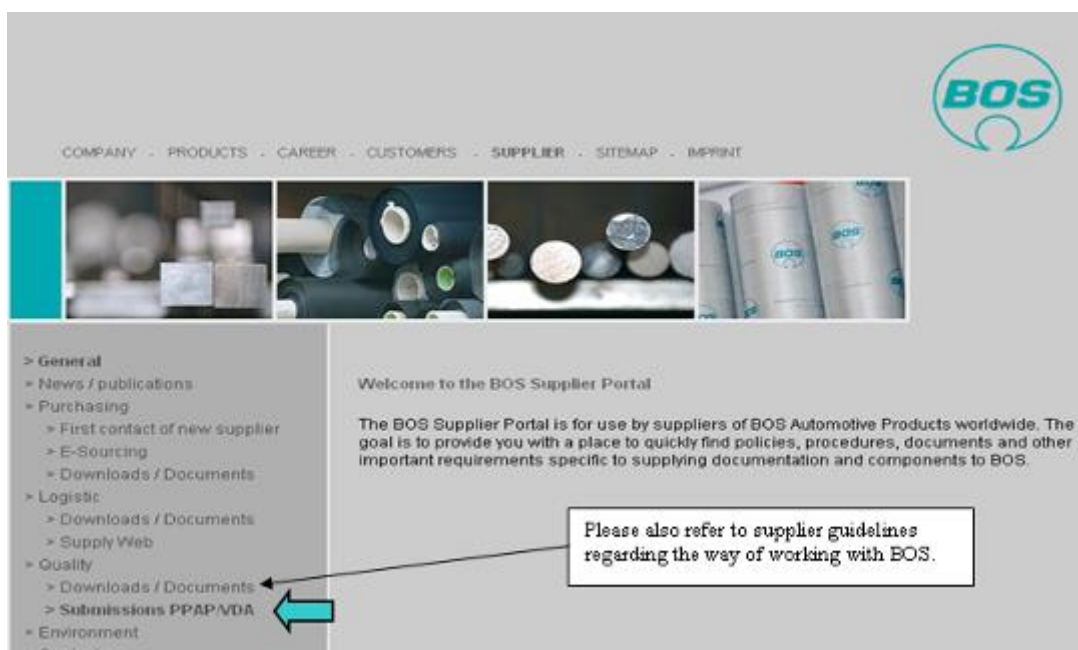 BOS
COMPANY - PRODUCTS - CAREER - CUSTOMERS - SUPPLIER - SITEMAP - IMPRINT
BOS
BOS
> General
> News / publications
> Purchasing
> First contact of new supplier
> E-Sourcing
> Downloads / Documents
> Logistic
> Downloads / Documents
> Supply Web
> Quality
> Downloads / Documents
> Submissions PPAP/VDA
> Environment
Welcome to the BOS Supplier Portal
The BOS Supplier Portal is for use by suppliers of BOS Automotive Products worldwide. The
goal is to provide you with a place to quickly find policies, procedures, documents and other
important requirements specific to supplying documentation and components to BOS.
Please also refer to supplier guidelines
regarding the way of working with BOS.